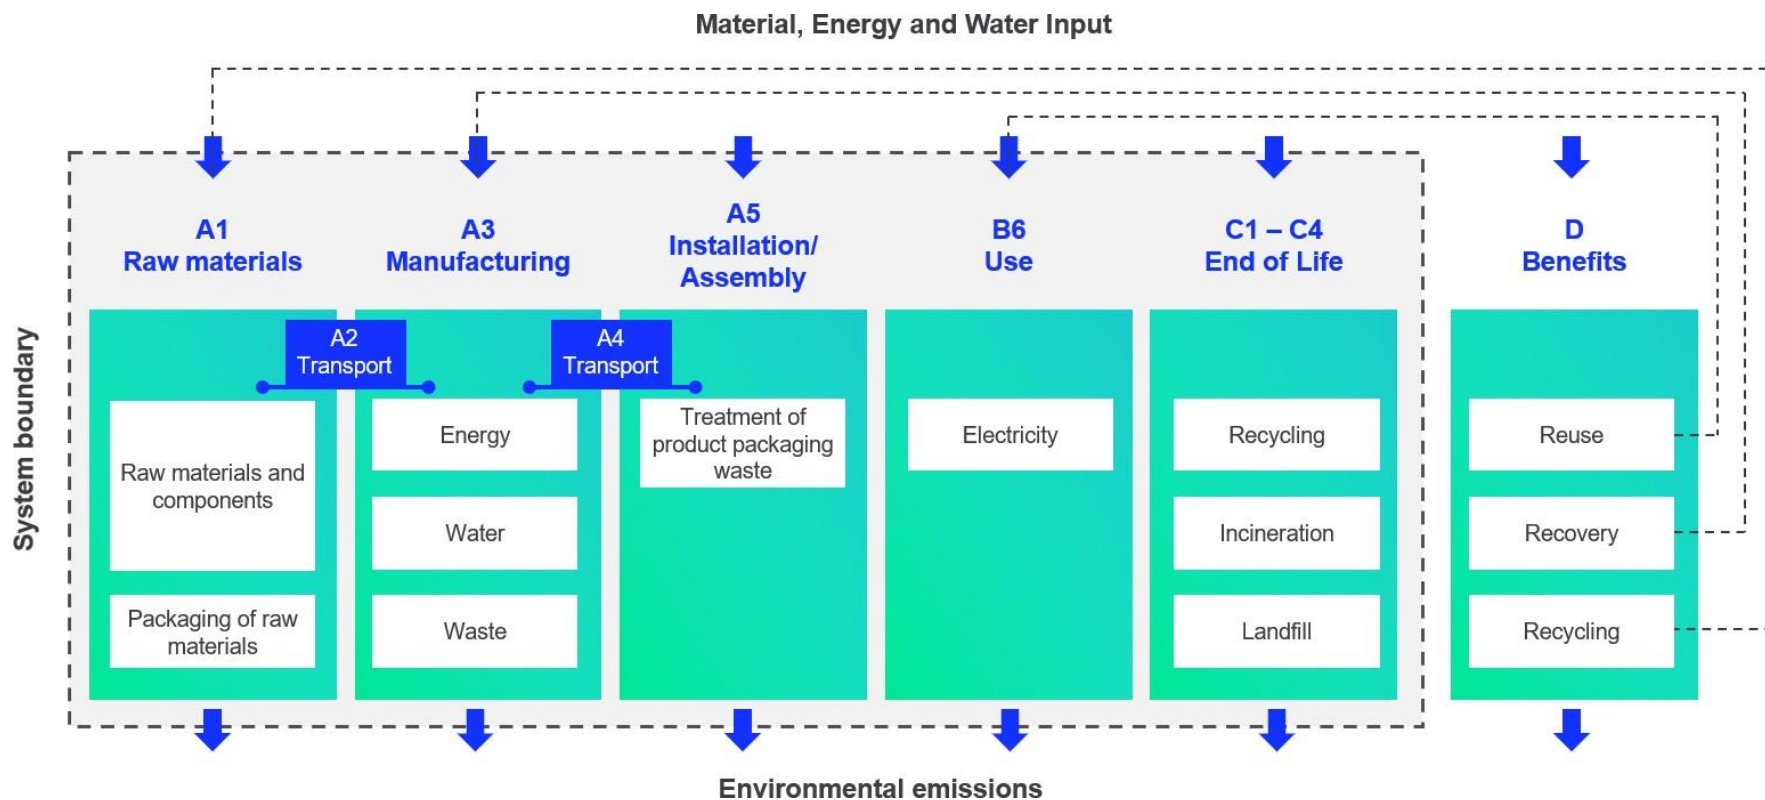 Material, Energy and Water Input
System boundary
A1
Raw materials
A2
Transport
Raw materials and
components
Packaging of raw
materials
A3
Manufacturing
A4
Transport
Energy
Water
Waste
A5
Installation/
Assembly
Treatment of
product packaging
waste
B6
Use
Electricity
C1 – C4
End of Life
Recycling
Incineration
Landfill
D
Benefits
Reuse
Recovery
Recycling
Environmental emissions